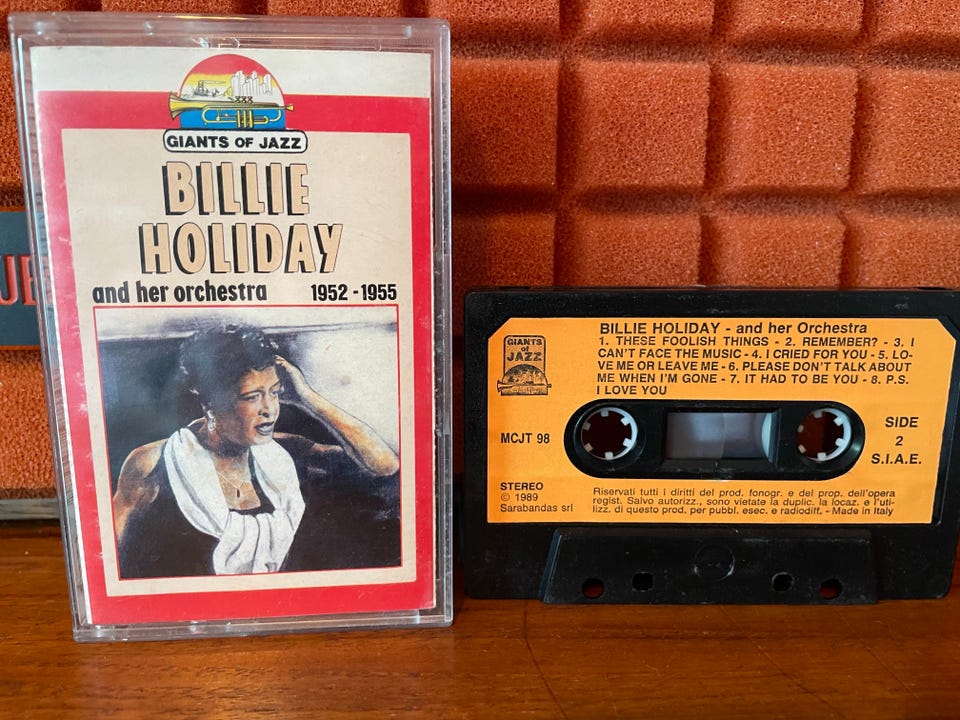 GIANTS OF JAZZ
BILLIE
HOLIDAY
and her orchestra 1952 - 1955
GIANTS
of
JAZZ
BILLIE HOLIDAY - and her Orchestra
1. THESE FOOLISH THINGS - 2. REMEMBER? - 3. I
CAN'T FACE THE MUSIC - 4. I CRIED FOR YOU - 5. LO-
VE ME OR LEAVE ME - 6. PLEASE DON'T TALK ABOUT
ME WHEN I'M GONE - 7. IT HAD TO BE YOU - 8. P.S.
I LOVE YOU
MCJT 98
SIDE
2
S.I.A.E.
STEREO
© 1989
Sarabandas srl
Riservati tutti i diritti del prod. fonogr. e del prop. dell'opera
regist. Salvo autorizz., sono vietate la duplic. la locaz. e l'uti-
lizz. di questo prod. per pubbl. esec. e radiodiff. - Made in Italy